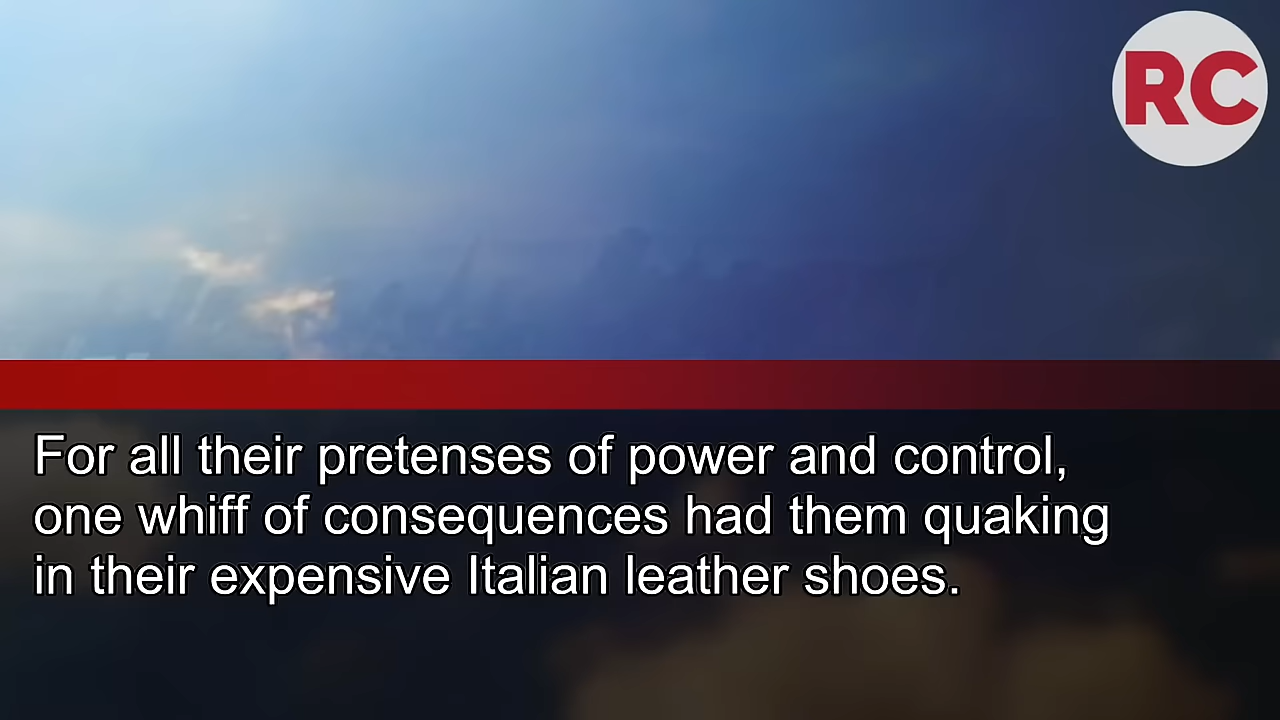 RC
For all their pretenses of power and control,
one whiff of consequences had them quaking
in their expensive Italian leather shoes.